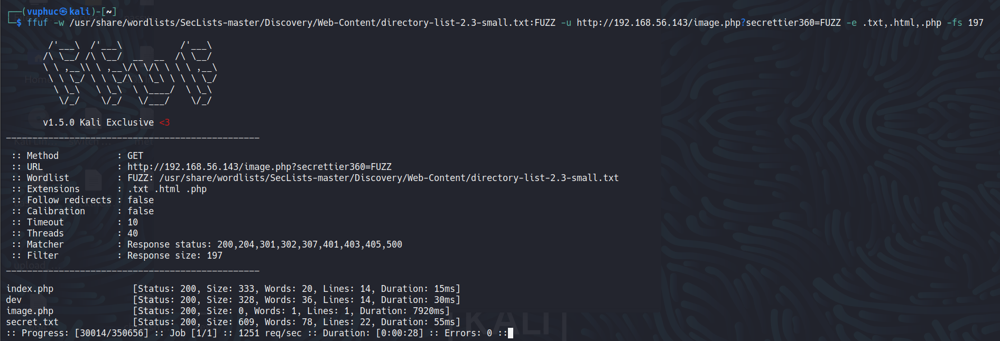 ┌──(vuphuc㉿kali)-[~]
└─$ ffuf -w /usr/share/wordlists/SecLists-master/Discovery/Web-Content/directory-list-2.3-small.txt:FUZZ -u http://192.168.56.143/image.php?secrettier360=FUZZ -e .txt,.html,.php -fs 197
        /'___\  /'___\           /'___\
       /\ \__/ /\ \__/  __  __  /\ \__/
       \ \ ,__\\ \ ,__\/\ \/\ \ \ \ ,__\
        \ \ \_/ \ \ \_/\ \ \_\ \ \ \ \_/
         \ \_\   \ \_\  \ \____/  \ \_\
          \/_/    \/_/   \/___/    \/_/
v1.5.0 Kali Exclusive <3
________________________________________________
:: Method           : GET
:: URL              : http://192.168.56.143/image.php?secrettier360=FUZZ
:: Wordlist         : FUZZ: /usr/share/wordlists/SecLists-master/Discovery/Web-Content/directory-list-2.3-small.txt
:: Extensions       : .txt .html .php
:: Follow redirects : false
:: Calibration      : false
:: Timeout          : 10
:: Threads          : 40
:: Matcher          : Response status: 200,204,301,302,307,401,403,405,500
:: Filter           : Response size: 197
________________________________________________
index.php               [Status: 200, Size: 333, Words: 20, Lines: 14, Duration: 15ms]
dev                     [Status: 200, Size: 328, Words: 36, Lines: 14, Duration: 30ms]
image.php               [Status: 200, Size: 0, Words: 1, Lines: 1, Duration: 7920ms]
secret.txt              [Status: 200, Size: 609, Words: 78, Lines: 22, Duration: 55ms]
:: Progress: [30014/350656] :: Job [1/1] :: 1251 req/sec :: Duration: [0:00:28] :: Errors: 0 ::
KALI